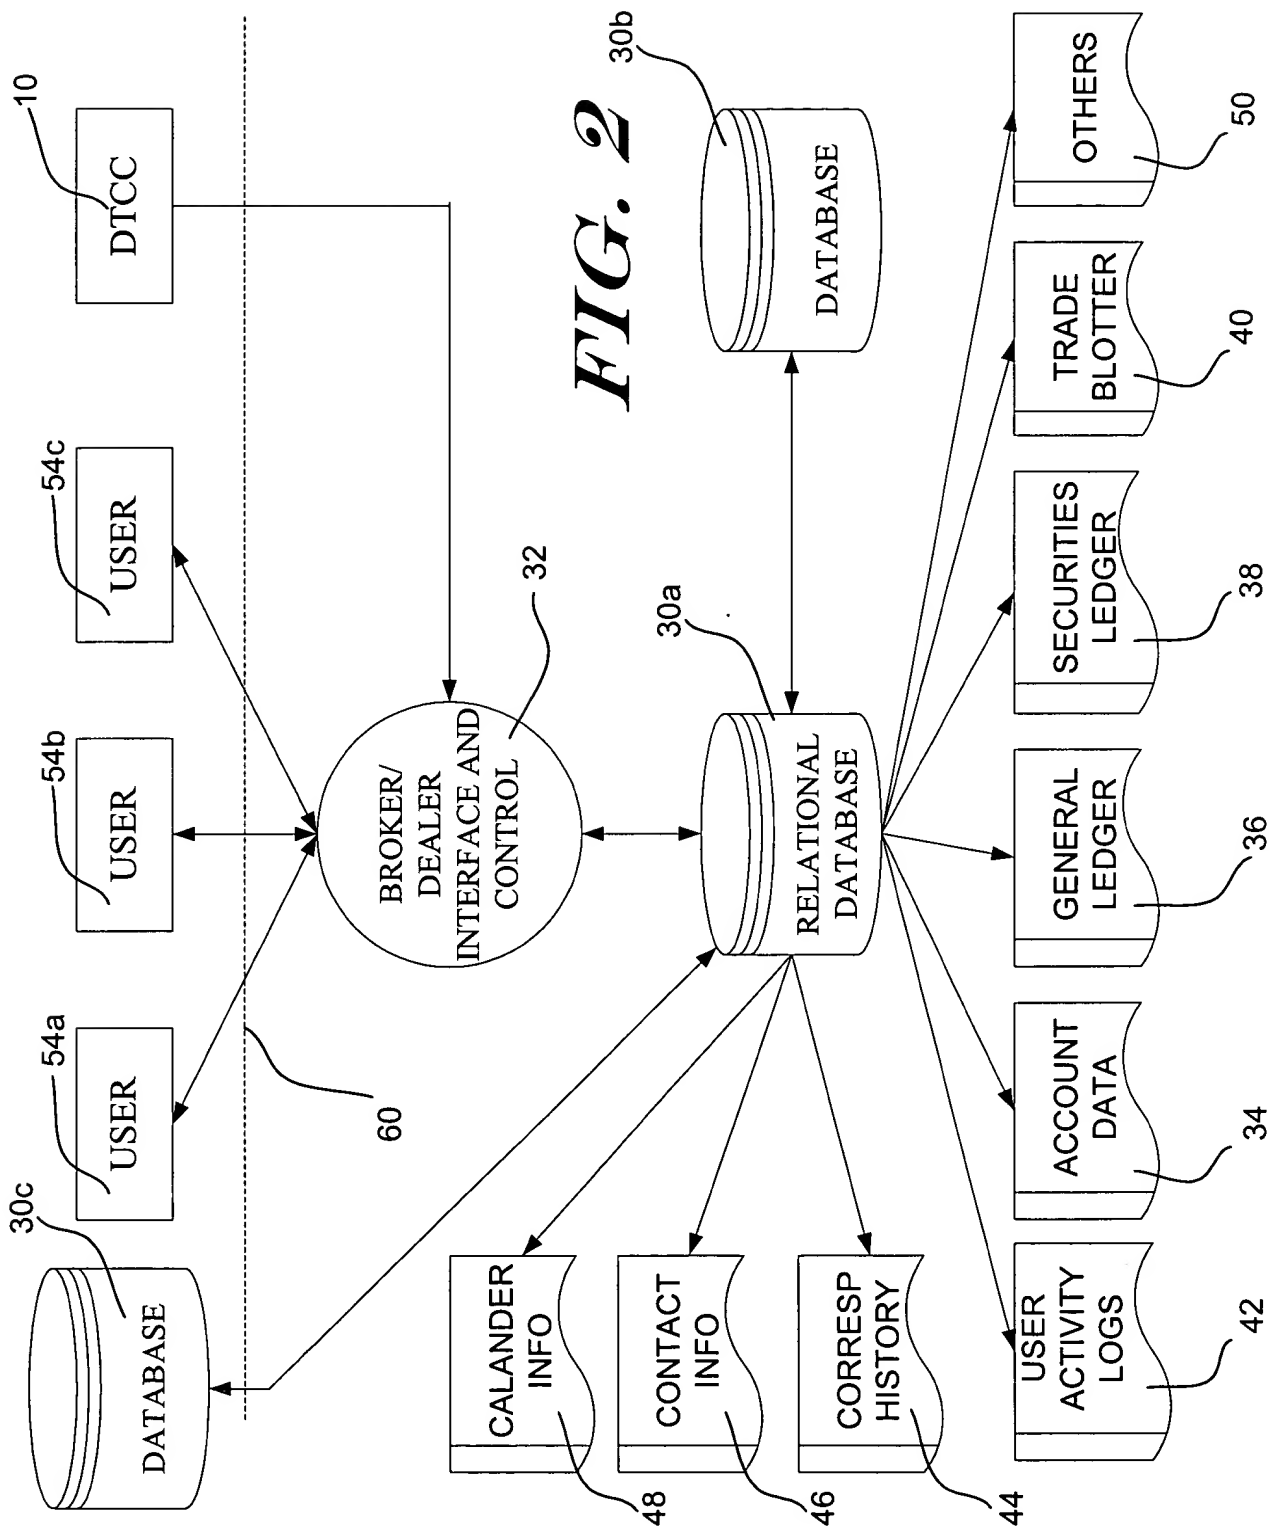 30c
54a
54b
54c
10
DATABASE
USER
USER
USER
DTCC
60
BROKER/
DEALER
INTERFACE AND
CONTROL
32
FIG. 2
CALANDER
INFO
48
CONTACT
INFO
46
CORRESP
HISTORY
44
30a
RELATIONAL
DATABASE
30b
DATABASE
USER
ACTIVITY
LOGS
ACCOUNT
DATA
GENERAL
LEDGER
SECURITIES
LEDGER
TRADE
BLOTTER
OTHERS
42
34
36
38
40
50